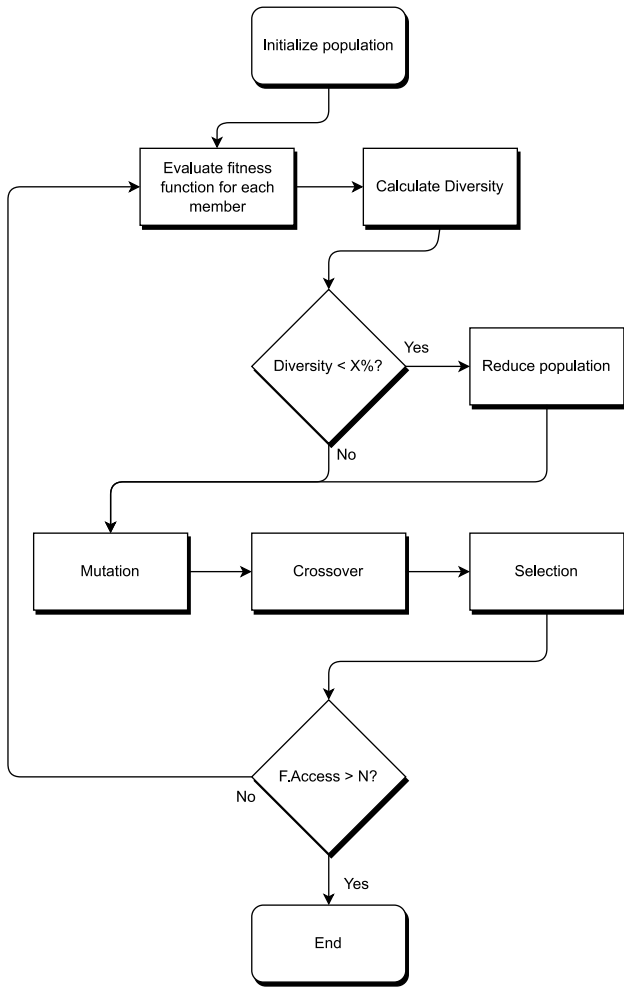 Initialize population
Evaluate fitness
function for each
member
Calculate Diversity
Diversity < X%?
Yes
Reduce population
No
Mutation
Crossover
Selection
F.Access > N?
No
Yes
End